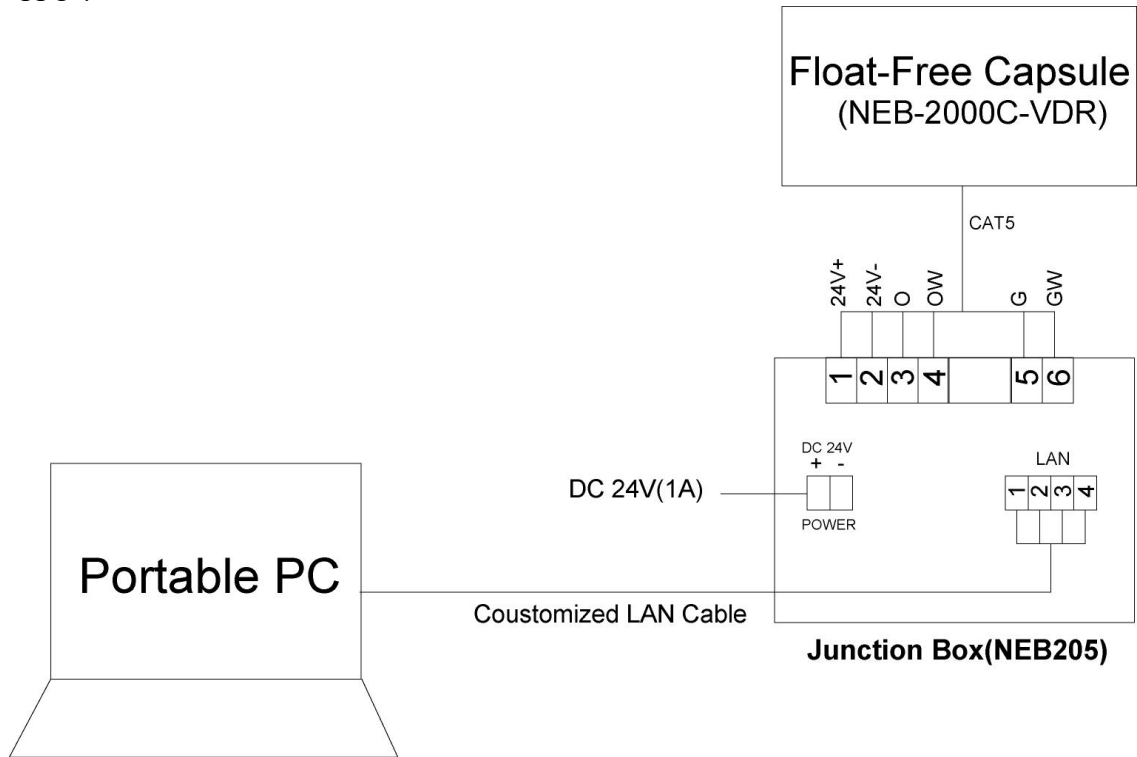 Float-Free Capsule
(NEB-2000C-VDR)
CAT5
24V+
24V-
O
OW
G
GW
1
2
3
4
5
6
DC 24V
+ -
POWER
LAN
1
2
3
4
DC 24V(1A)
Portable PC
Coustomized LAN Cable
Junction Box(NEB205)